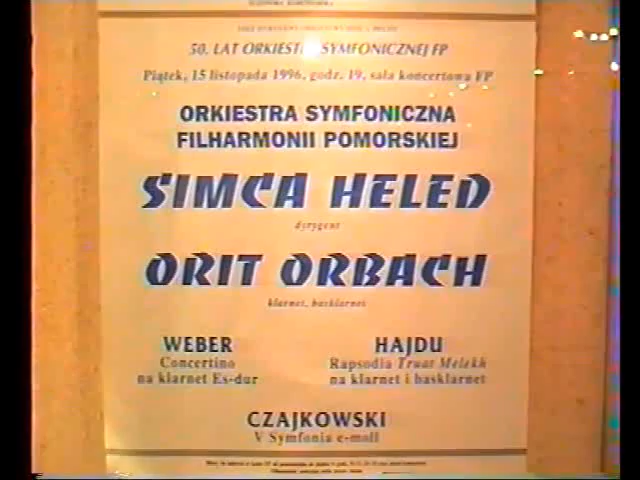 50. LAT ORKIESTRY SYMFONICZNEJ FP
Piątek, 15 listopada 1996, godz. 19, sala koncertowa FP
ORKIESTRA SYMFONICZNA
FILHARMONII POMORSKIEJ
SIMCA HELED
dyrygent
ORIT ORBACH
klarnet, basklarnet
WEBER
Concertino
na klarnet Es-dur
HAJDU
Rapsodia Truat Melekh
na klarnet i basklarnet
CZAJKOWSKI
V Symfonia e-moll